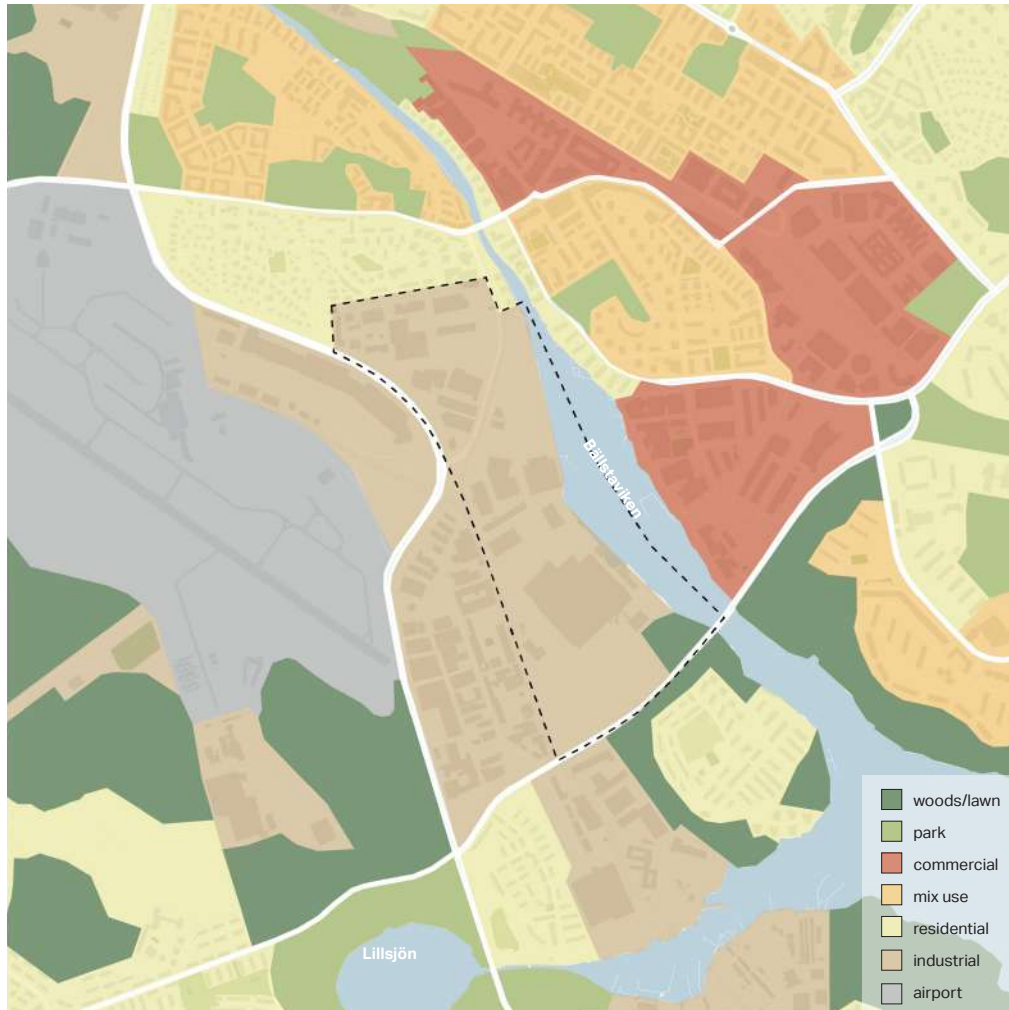 Bällstaviken
woods/lawn
park
commercial
mix use
residential
industrial
airport
Lillsjön